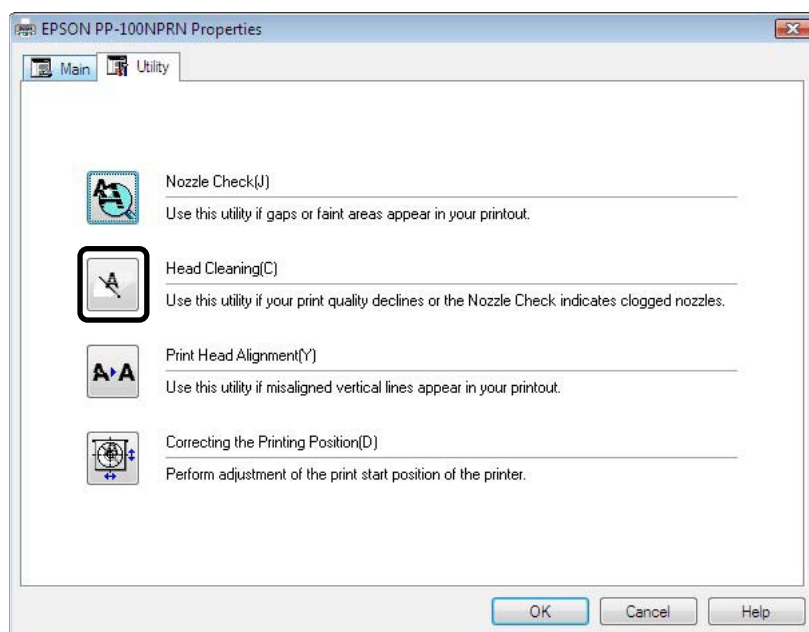 EPSON PP-100NPRN Properties
Main
Utility
Nozzle Check(J)
Use this utility if gaps or faint areas appear in your printout.
Head Cleaning(C)
Use this utility if your print quality declines or the Nozzle Check indicates clogged nozzles.
Print Head Alignment(Y)
Use this utility if misaligned vertical lines appear in your printout.
Correcting the Printing Position(D)
Perform adjustment of the print start position of the printer.
OK
Cancel
Help